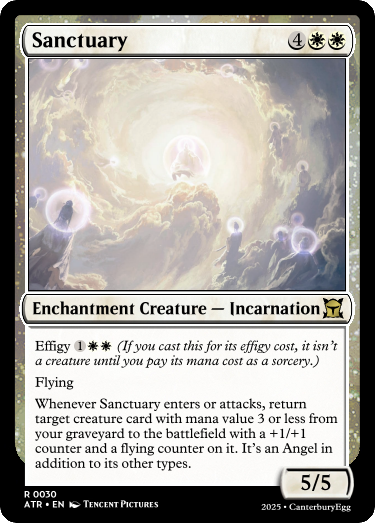 Sanctuary 4
Enchantment Creature — Incarnation
Effigy 1 (If you cast this for its effigy cost, it isn't
a creature until you pay its mana cost as a sorcery.)
Flying
Whenever Sanctuary enters or attacks, return
target creature card with mana value 3 or less from
your graveyard to the battlefield with a +1/+1
counter and a flying counter on it. It's an Angel in
addition to its other types.
5/5
R 0030
ATR • EN Tencent Pictures
2025 • CanterburyEgg